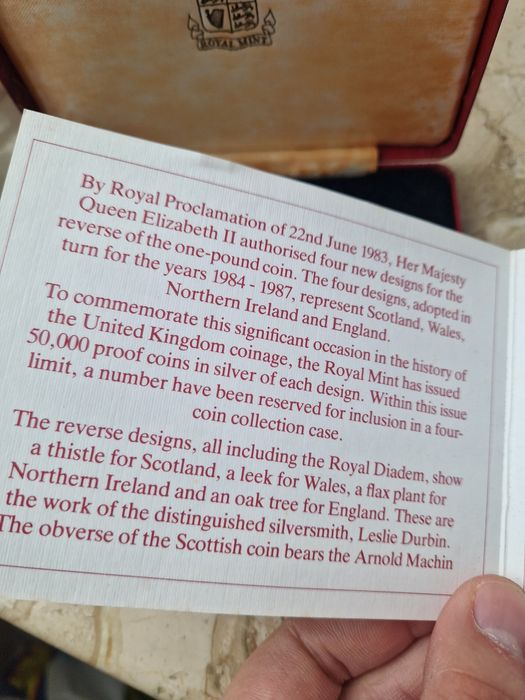 ROYAL MINT
By Royal Proclamation of 22nd June 1983, Her Majesty
Queen Elizabeth II authorised four new designs for the
reverse of the one-pound coin. The four designs, adopted in
turn for the years 1984 - 1987, represent Scotland, Wales,
Northern Ireland and England.
To commemorate this significant occasion in the history of
the United Kingdom coinage, the Royal Mint has issued
50,000 proof coins in silver of each design. Within this issue
limit, a number have been reserved for inclusion in a four-
coin collection case.
The reverse designs, all including the Royal Diadem, show
a thistle for Scotland, a leek for Wales, a flax plant for
Northern Ireland and an oak tree for England. These are
the work of the distinguished silversmith, Leslie Durbin.
The obverse of the Scottish coin bears the Arnold Machin